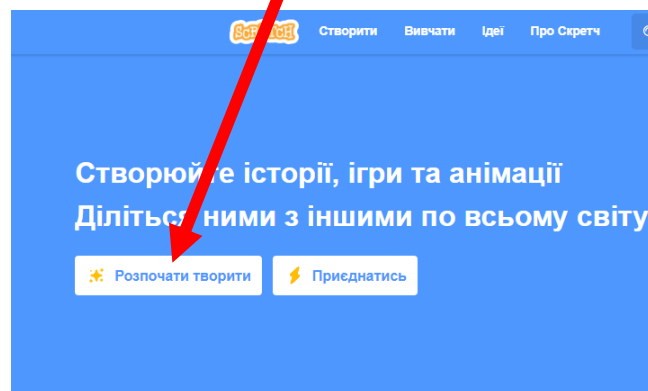 SCRATCH Створити Вивчати Ідеї Про Скретч
Створюйте історії, ігри та анімації
Діліться ними з іншими по всьому світу
Розпочати творити Приєднатись